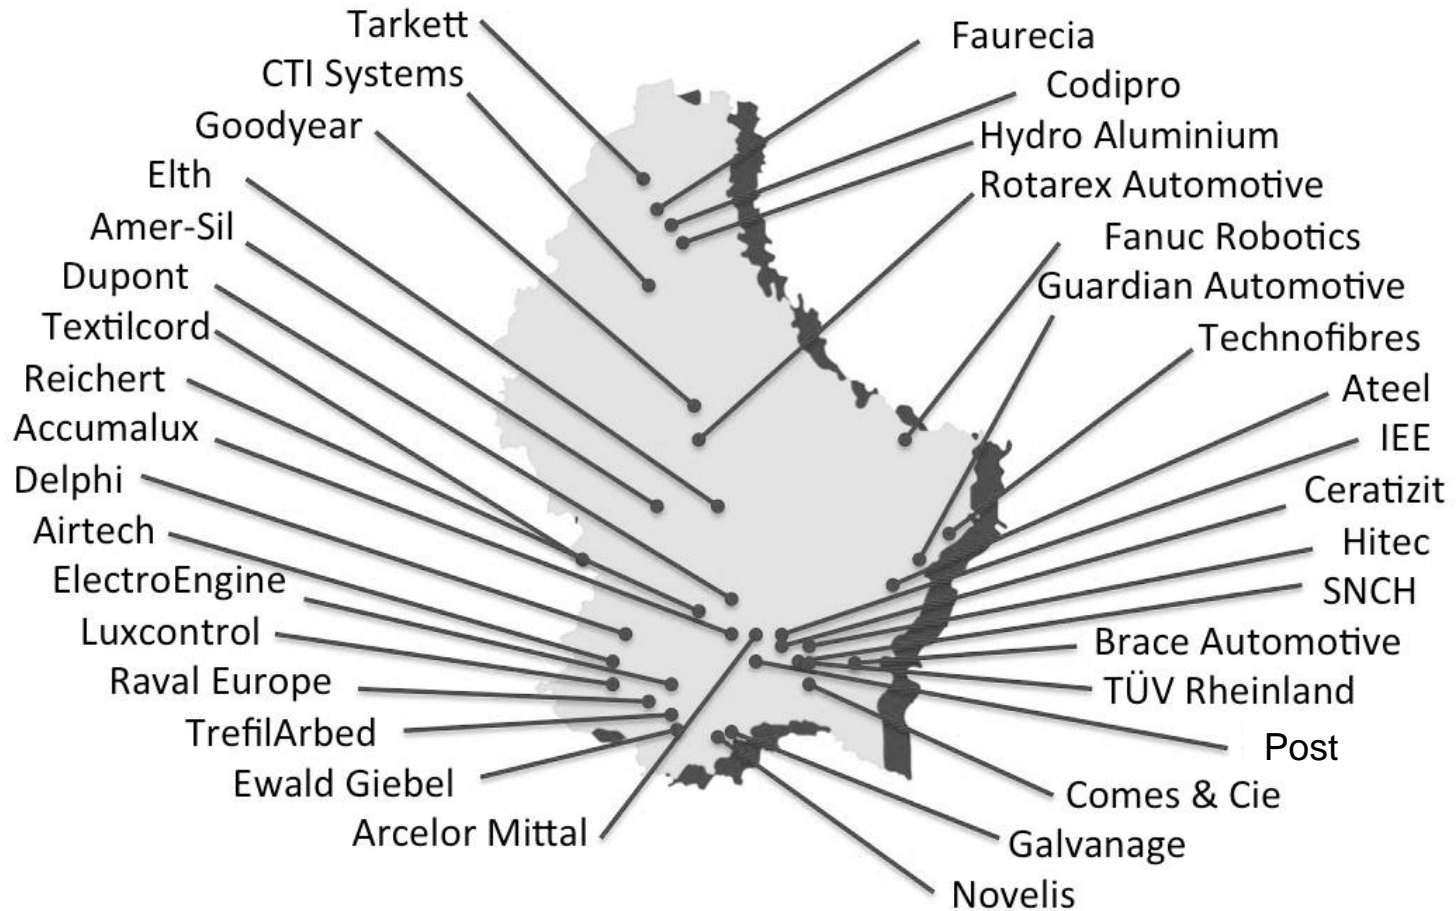 Tarkett
CTI Systems
Goodyear
Elth
Amer-Sil
Dupont
Textilcord
Reichert
Accumalux
Delphi
Airtech
ElectroEngine
Luxcontrol
Raval Europe
TrefilArbed
Ewald Giebel
Arcelor Mittal
Faurecia
Codipro
Hydro Aluminium
Rotarex Automotive
Fanuc Robotics
Guardian Automotive
Technofibres
Ateel
IEE
Ceratizit
Hitec
SNCH
Brace Automotive
TÜV Rheinland
Post
Comes & Cie
Galvanage
Novelis